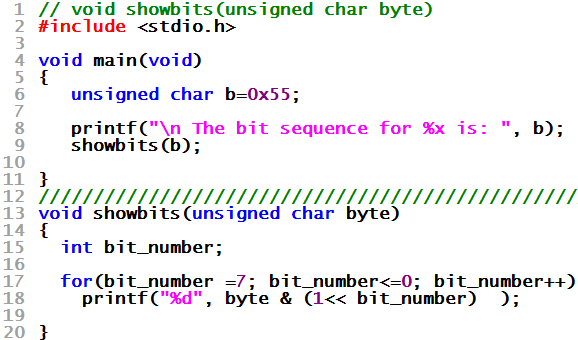 1 // void showbits(unsigned char byte)
2 #include <stdio.h>
3
4 void main(void)
5 {
6    unsigned char b=0x55;
7
8    printf("\n The bit sequence for %x is: ", b);
9    showbits(b);
10
11 }
12 /////////////////////////////////////////////////
13 void showbits(unsigned char byte)
14 {
15   int bit_number;
16
17   for(bit_number =7; bit_number<=0; bit_number++)
18     printf("%d", byte & (1<< bit_number)  );
19
20 }